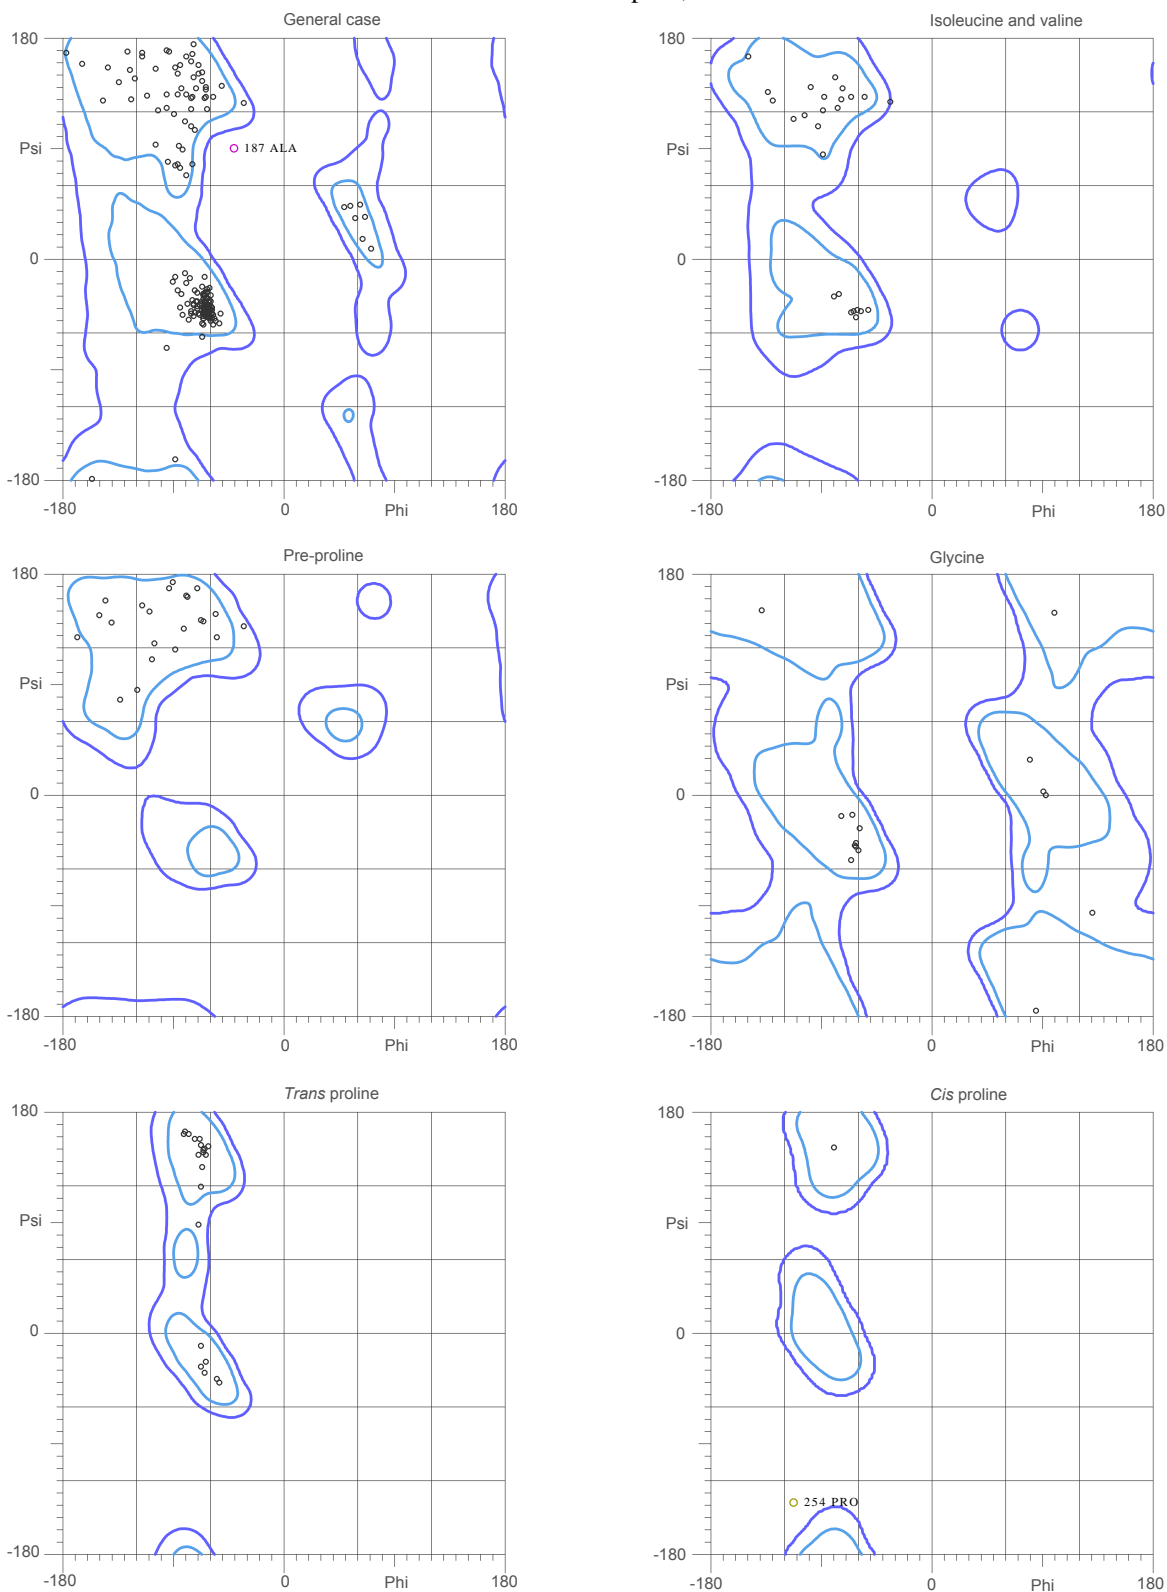 General case
Isoleucine and valine
180
Psi
0
-180
-180
0
Phi
180
187 ALA
180
Psi
0
-180
-180
0
Phi
180
Pre-proline
Glycine
180
Psi
0
-180
-180
0
Phi
180
180
Psi
0
-180
-180
0
Phi
180
Trans proline
Cis proline
180
Psi
0
-180
-180
0
Phi
180
180
Psi
0
-180
-180
0
Phi
180
254 PRO